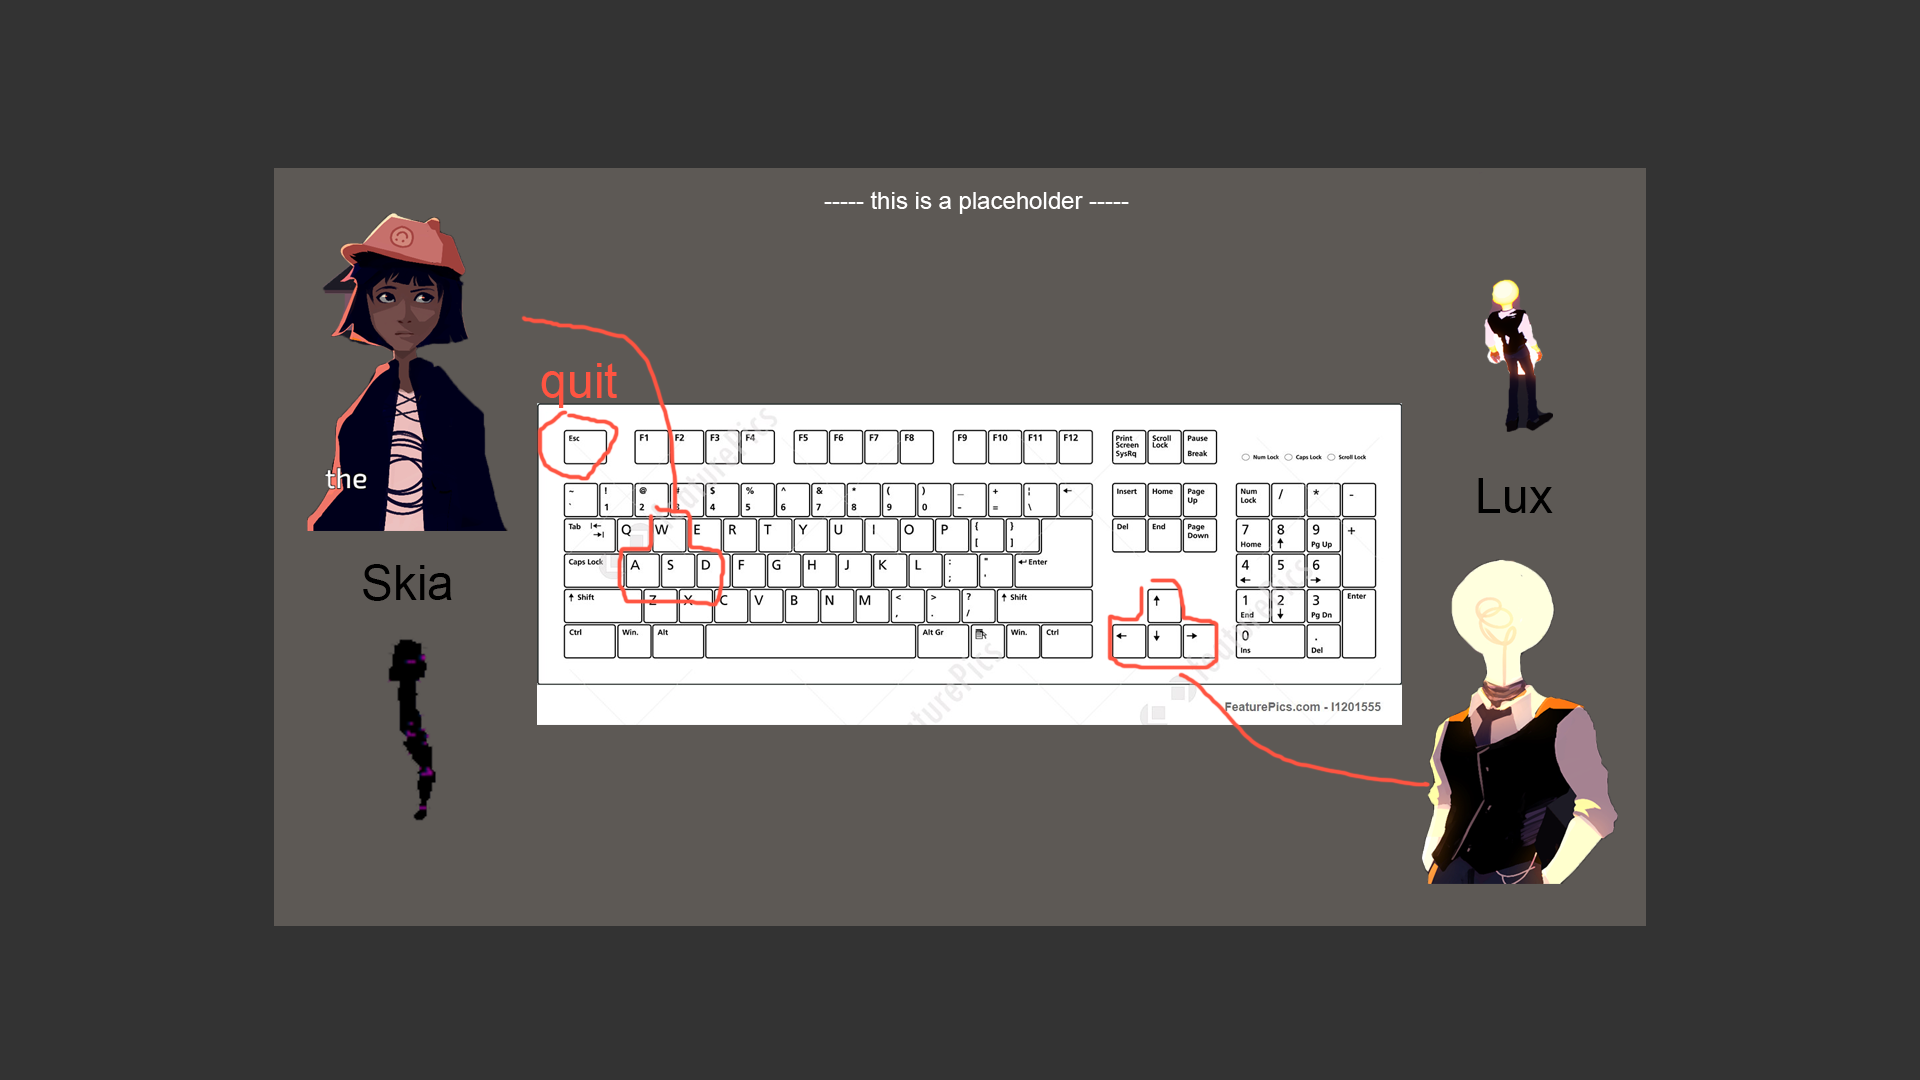 ----- this is a placeholder -----
quit
the
Skia
Lux
Esc F1 F2 F3 F4 F5 F6 F7 F8 F9 F10 F11 F12
Print Screen SysRq
Scroll Lock
Pause Break
Num Lock Caps Lock Scroll Lock
~ ` ! 1 @ 2 # 3 $ 4 % 5 ^ 6 & 7 * 8 ( 9 ) 0 _ - + = ¦ \ ←
Insert Home Page Up
Num Lock / * -
Tab Q W E R T Y U I O P { [ } ]
Del End Page Down
7 Home 8 ↑ 9 Pg Up +
Caps Lock A S D F G H J K L : ; " ' ↵ Enter
4 ← 5 6 →
↑ Shift Z X C V B N M < , > . ? / ↑ Shift
↑
1 End 2 ↓ 3 Pg Dn Enter
Ctrl Win. Alt Alt Gr Win. Ctrl
← ↓ →
0 Ins . Del
FeaturePics.com - I1201555